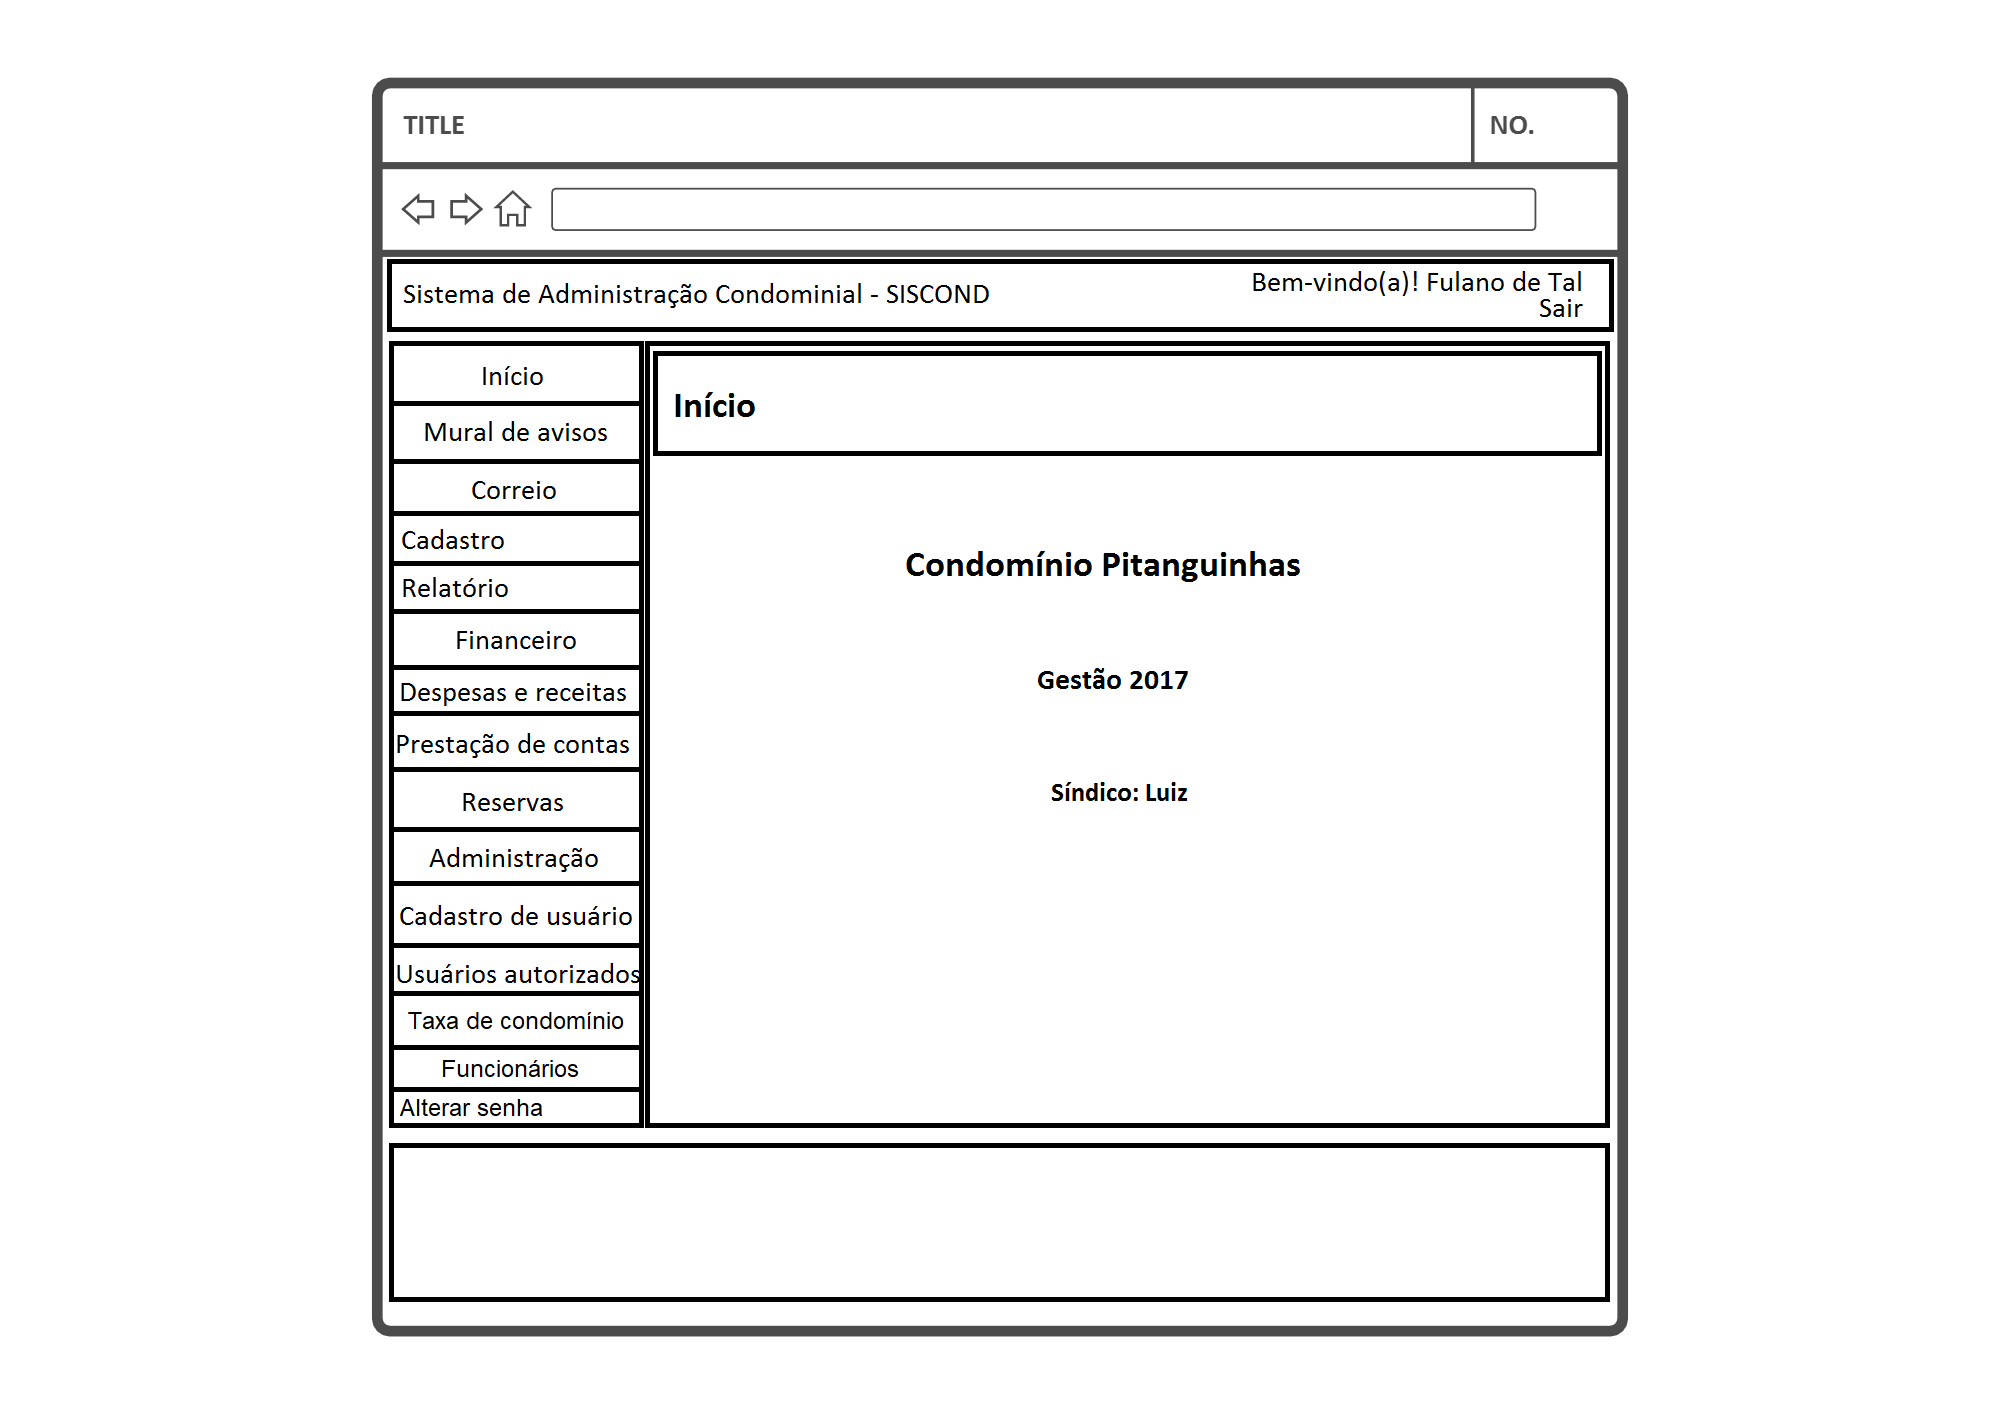 TITLE
NO.
Sistema de Administração Condominial - SISCOND
Bem-vindo(a)! Fulano de Tal
Sair
Início
Mural de avisos
Correio
Cadastro
Relatório
Financeiro
Despesas e receitas
Prestação de contas
Reservas
Administração
Cadastro de usuário
Usuários autorizados
Taxa de condomínio
Funcionários
Alterar senha
Início
Condomínio Pitanguinhas
Gestão 2017
Síndico: Luiz